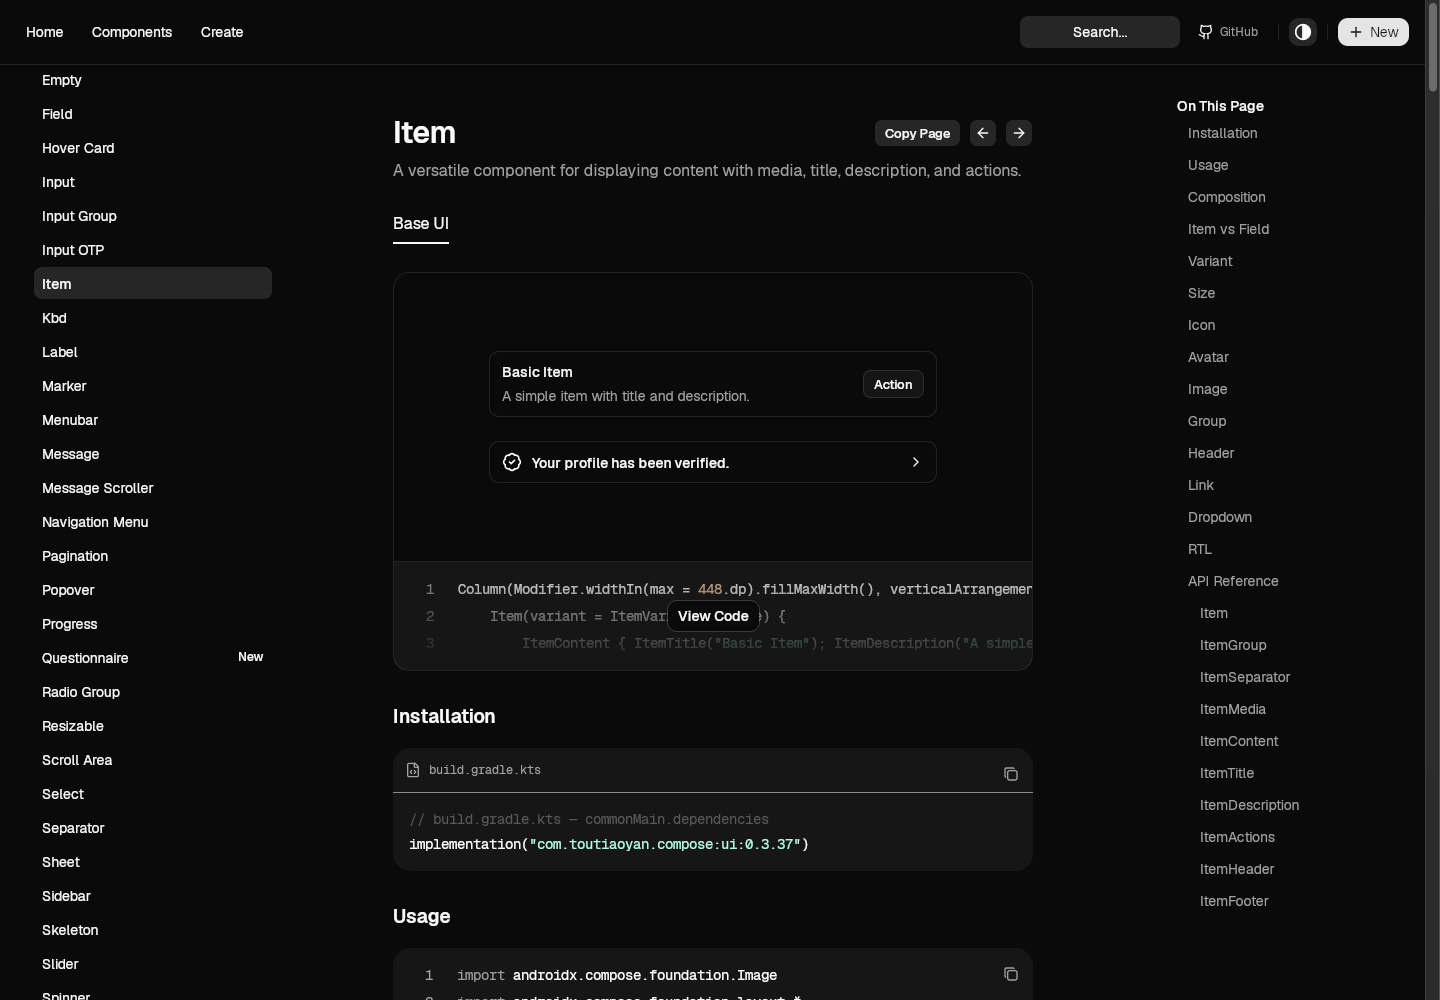 Home
Components
Create
Search...
GitHub
New
Empty
Field
Hover Card
Input
Input Group
Input OTP
Item
Kbd
Label
Marker
Menubar
Message
Message Scroller
Navigation Menu
Pagination
Popover
Progress
Questionnaire New
Radio Group
Resizable
Scroll Area
Select
Separator
Sheet
Sidebar
Skeleton
Slider
Spinner
Item
Copy Page
A versatile component for displaying content with media, title, description, and actions.
Base UI
Basic Item
A simple item with title and description.
Action
Your profile has been verified.
1 Column(Modifier.widthIn(max = 448.dp).fillMaxWidth(), verticalArrangemen
2 Item(variant = ItemVar ) {
View Code
3 ItemContent { ItemTitle("Basic Item"); ItemDescription("A simple
Installation
build.gradle.kts
// build.gradle.kts — commonMain.dependencies
implementation("com.toutiaoyan.compose:ui:0.3.37")
Usage
1 import androidx.compose.foundation.Image
2 import androidx.compose.foundation.layout.*
On This Page
Installation
Usage
Composition
Item vs Field
Variant
Size
Icon
Avatar
Image
Group
Header
Link
Dropdown
RTL
API Reference
Item
ItemGroup
ItemSeparator
ItemMedia
ItemContent
ItemTitle
ItemDescription
ItemActions
ItemHeader
ItemFooter